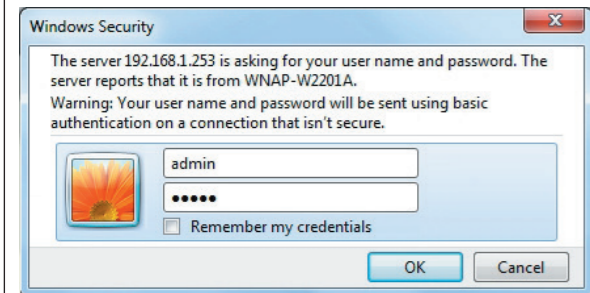 Windows Security
The server 192.168.1.253 is asking for your user name and password. The
server reports that it is from WNAP-W2201A.
Warning: Your user name and password will be sent using basic
authentication on a connection that isn't secure.
admin
•••••
Remember my credentials
OK
Cancel